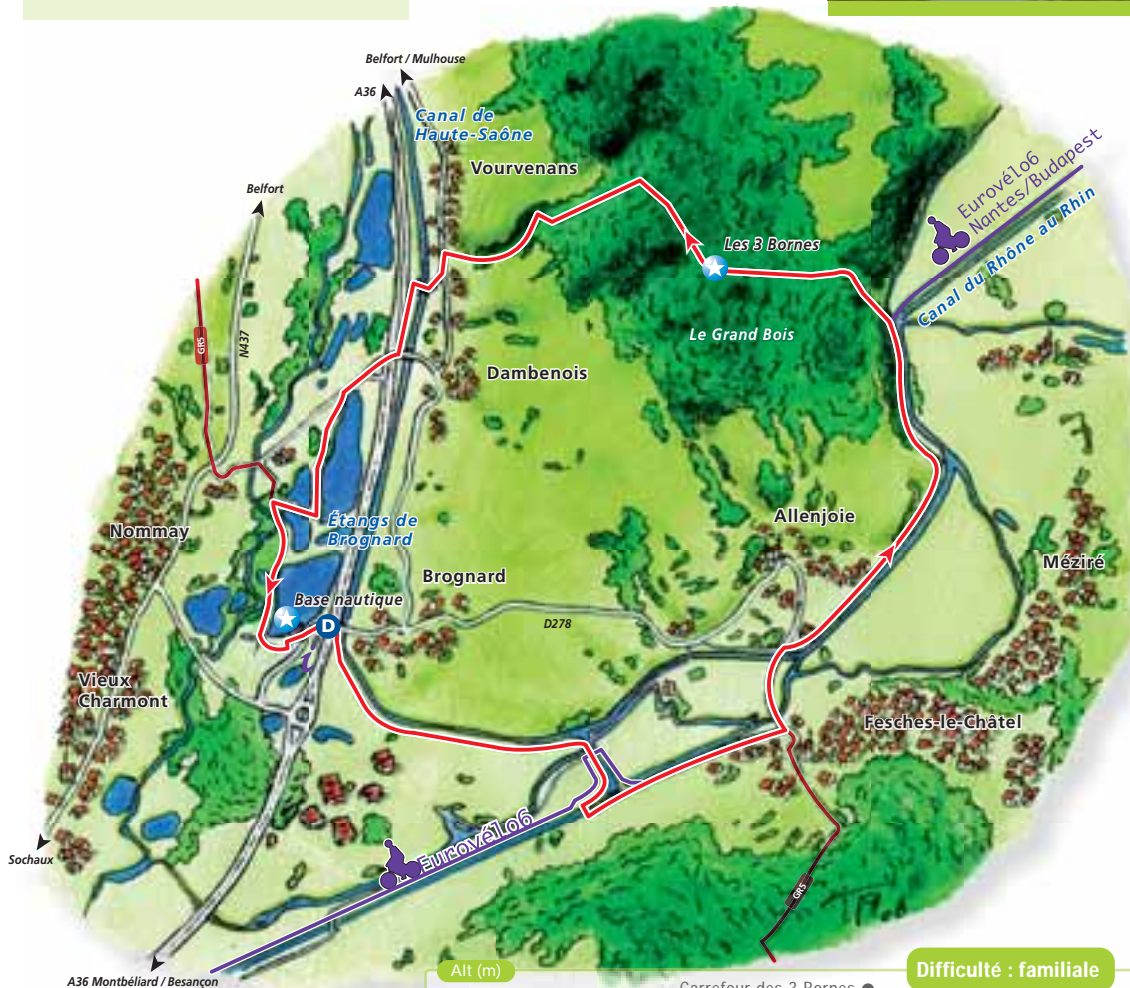 Belfort / Mulhouse
A36
Canal de
Haute-Saône
Vourvenans
Belfort
Eurovélo6
Nantes/Budapest
Canal du Rhône au Rhin
Les 3 Bornes
GR5
N437
Le Grand Bois
Dambenois
Allenjoie
Nommay
Étangs de
Brognard
Méziré
Brognard
Base nautique
D
D278
i
Vieux
Charmont
Fesches-le-Châtel
Eurovélo6
Sochaux
GR5
A36 Montbéliard / Besançon
Alt (m)
Difficulté : familiale